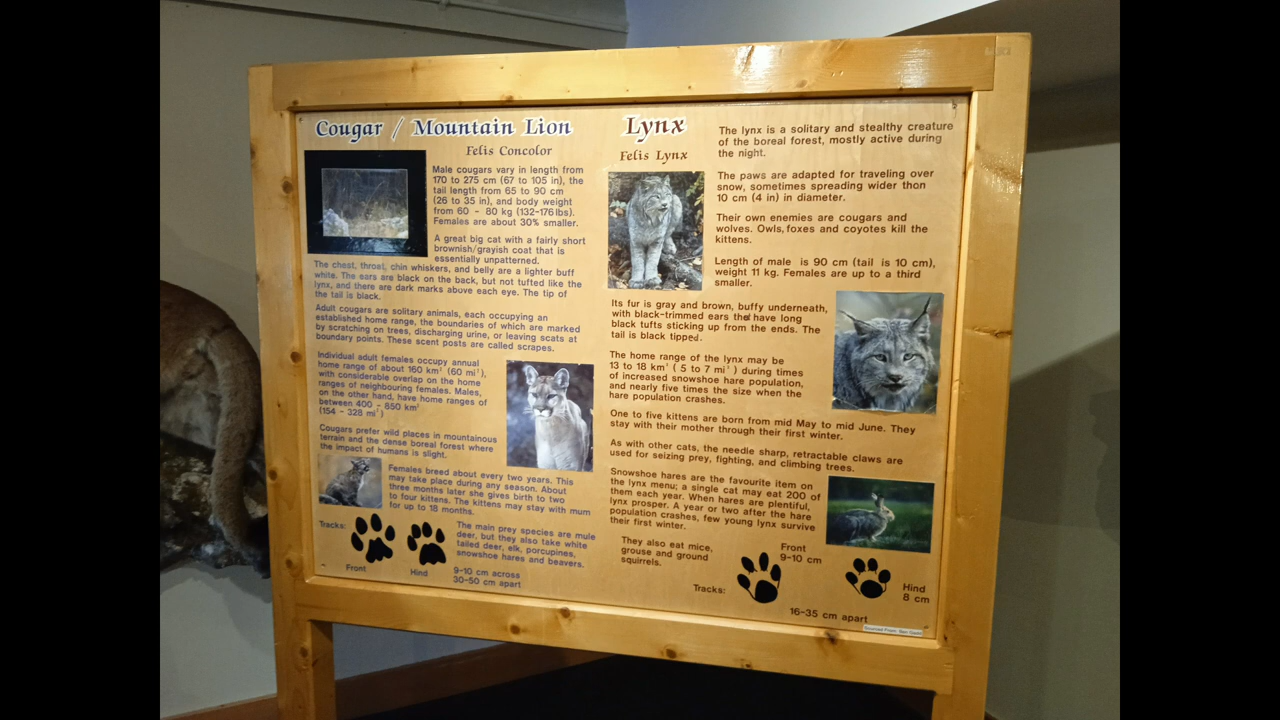 Cougar / Mountain Lion
Felis Concolor
Male cougars vary in length from
170 to 275 cm (67 to 105 in), the
tail length from 65 to 90 cm
(26 to 35 in), and body weight
from 60 - 80 kg (132-176 lbs).
Females are about 30% smaller.
A great big cat with a fairly short
brownish/grayish coat that is
essentially unpatterned.
The chest, throat, chin whiskers, and belly are a lighter buff
white. The ears are black on the back, but not tufted like the
lynx, and there are dark marks above each eye. The tip of
the tail is black.
Adult cougars are solitary animals, each occupying an
established home range, the boundaries of which are marked
by scratching on trees, discharging urine, or leaving scats at
boundary points. These scent posts are called scrapes.
Individual adult females occupy annual
home range of about 160 km² (60 mi²),
with considerable overlap on the home
ranges of neighbouring females. Males,
on the other hand, have home ranges of
between 400 - 850 km²
(154 - 328 mi²)
Cougars prefer wild places in mountainous
terrain and the dense boreal forest where
the impact of humans is slight.
Females breed about every two years. This
may take place during any season. About
three months later she gives birth to two
to four kittens. The kittens may stay with mum
for up to 18 months.
Tracks:
Front
Hind
The main prey species are mule
deer, but they also take white
tailed deer, elk, porcupines,
snowshoe hares and beavers.
9-10 cm across
30-50 cm apart
Lynx
Felis Lynx
The lynx is a solitary and stealthy creature
of the boreal forest, mostly active during
the night.
The paws are adapted for traveling over
snow, sometimes spreading wider than
10 cm (4 in) in diameter.
Their own enemies are cougars and
wolves. Owls, foxes and coyotes kill the
kittens.
Length of male is 90 cm (tail is 10 cm),
weight 11 kg. Females are up to a third
smaller.
Its fur is gray and brown, buffy underneath,
with black-trimmed ears that have long
black tufts sticking up from the ends. The
tail is black tipped.
The home range of the lynx may be
13 to 18 km² ( 5 to 7 mi² ) during times
of increased snowshoe hare population,
and nearly five times the size when the
hare population crashes.
One to five kittens are born from mid May to mid June. They
stay with their mother through their first winter.
As with other cats, the needle sharp, retractable claws are
used for seizing prey, fighting, and climbing trees.
Snowshoe hares are the favourite item on
the lynx menu; a single cat may eat 200 of
them each year. When hares are plentiful,
lynx prosper. A year or two after the hare
population crashes, few young lynx survive
their first winter.
They also eat mice,
grouse and ground
squirrels.
Tracks:
Front
9-10 cm
Hind
8 cm
16-35 cm apart